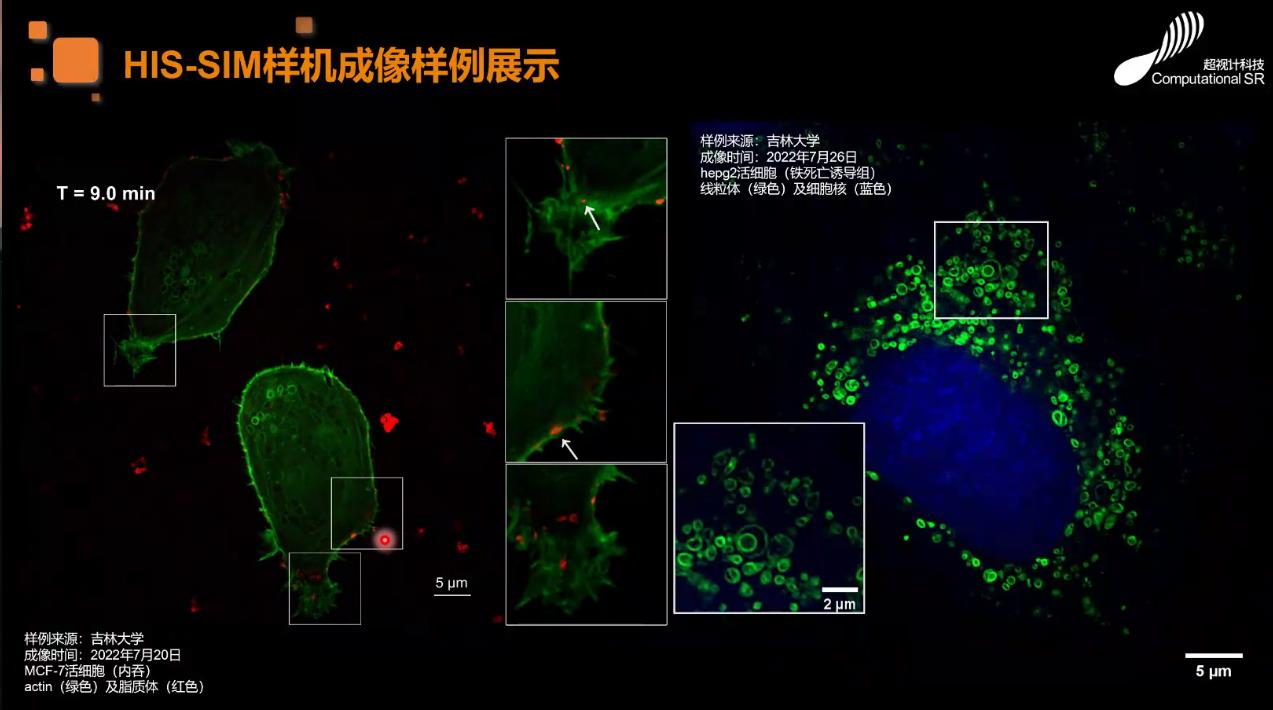 HIS-SIM样机成像样例展示
超视计科技
Computational SR
T = 9.0 min
5 μm
样例来源：吉林大学
成像时间：2022年7月20日
MCF-7活细胞（内吞）
actin（绿色）及脂质体（红色）
样例来源：吉林大学
成像时间：2022年7月26日
hepg2活细胞（铁死亡诱导组）
线粒体（绿色）及细胞核（蓝色）
2 μm
5 μm